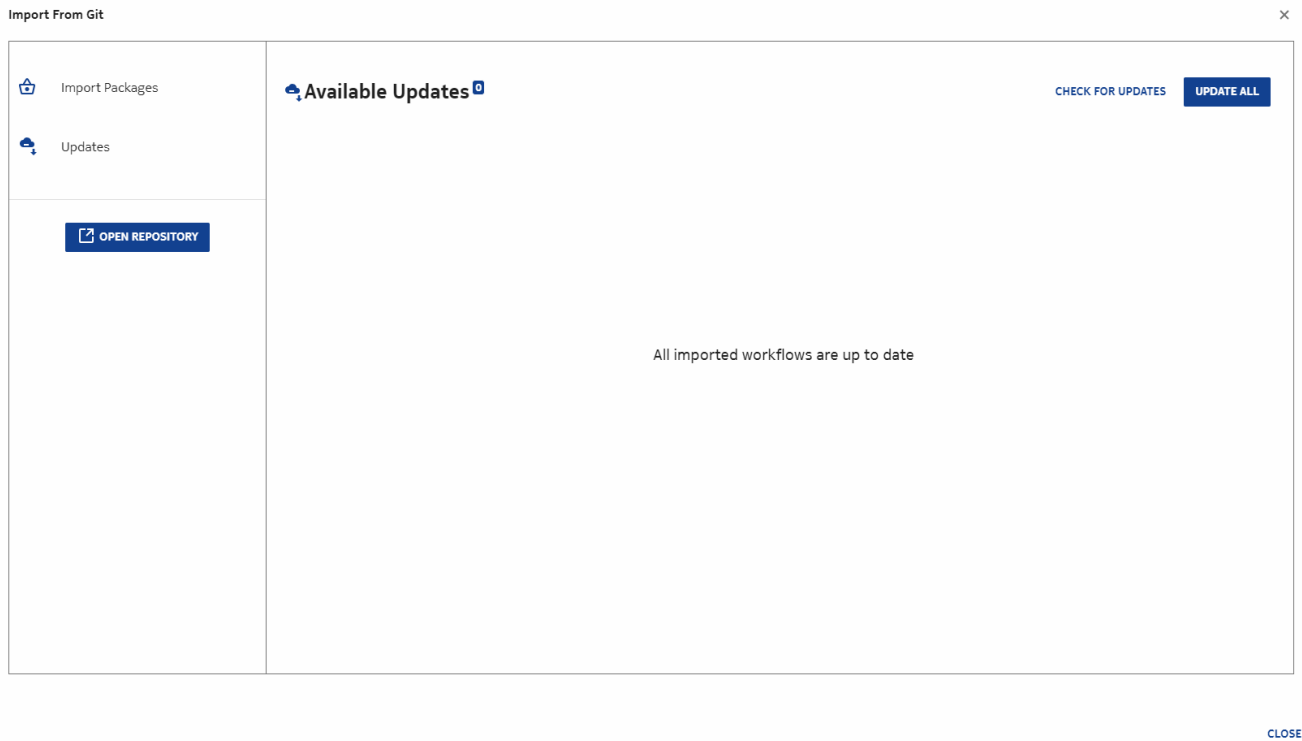 Import From Git
Import Packages
Updates
OPEN REPOSITORY
Available Updates 0
CHECK FOR UPDATES
UPDATE ALL
All imported workflows are up to date
CLOSE